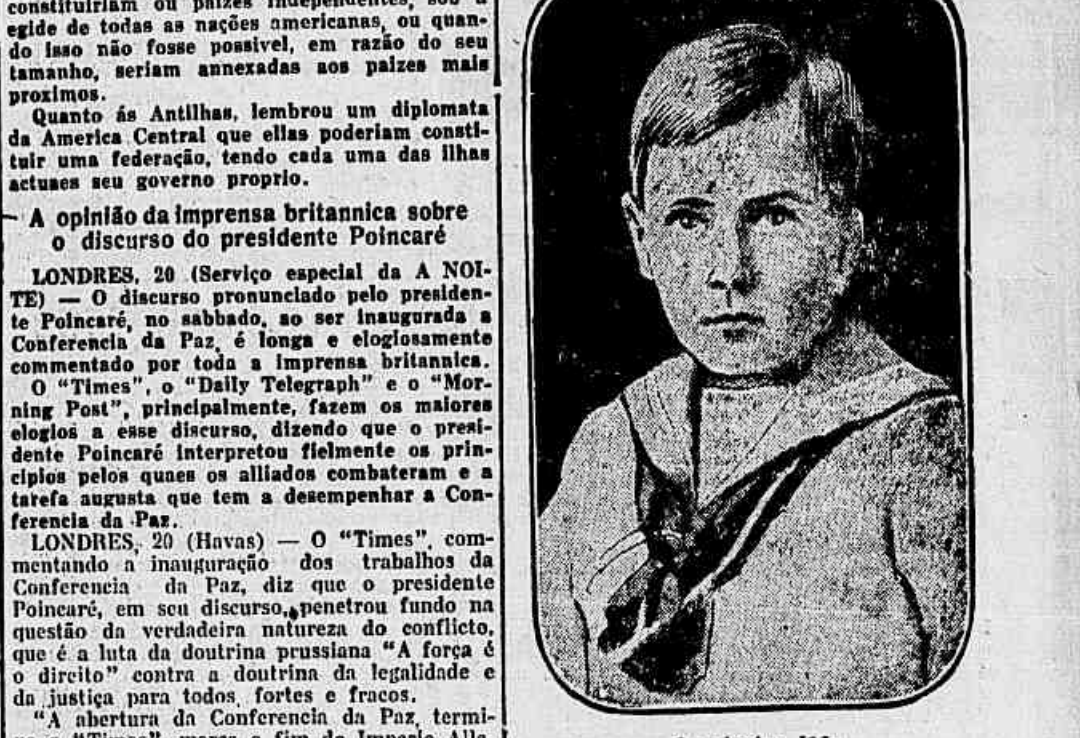 constituiriam ou paizes independentes, sob a
egide de todas as nações americanas, ou quan-
do isso não fosse possivel, em razão do seu
tamanho, seriam annexadas aos paizes mais
proximos.
Quanto ás Antilhas, lembrou um diplomata
da America Central que ellas poderiam consti-
tuir uma federação, tendo cada uma das ilhas
actuaes seu governo proprio.
A opinião da imprensa britannica sobre
o discurso do presidente Poincaré
LONDRES, 20 (Serviço especial da A NOI-
TE) — O discurso pronunciado pelo presiden-
te Poincaré, no sabbado, ao ser inaugurada a
Conferencia da Paz, é longa e elogiosamente
commentado por toda a imprensa britannica.
O "Times", o "Daily Telegraph" e o "Mor-
ning Post", principalmente, fazem os maiores
elogios a esse discurso, dizendo que o presi-
dente Poincaré interpretou fielmente os prin-
cipios pelos quaes os alliados combateram e a
tarefa augusta que tem a desempenhar a Con-
ferencia da Paz.
LONDRES, 20 (Havas) — O "Times", com-
mentando a inauguração dos trabalhos da
Conferencia da Paz, diz que o presidente
Poincaré, em seu discurso, penetrou fundo na
questão da verdadeira natureza do conflicto,
que é a luta da doutrina prussiana "A força é
o direito" contra a doutrina da legalidade e
da justiça para todos, fortes e fracos.
"A abertura da Conferencia da Paz, termi-
"Times", marca o fim do Imperio Alle-